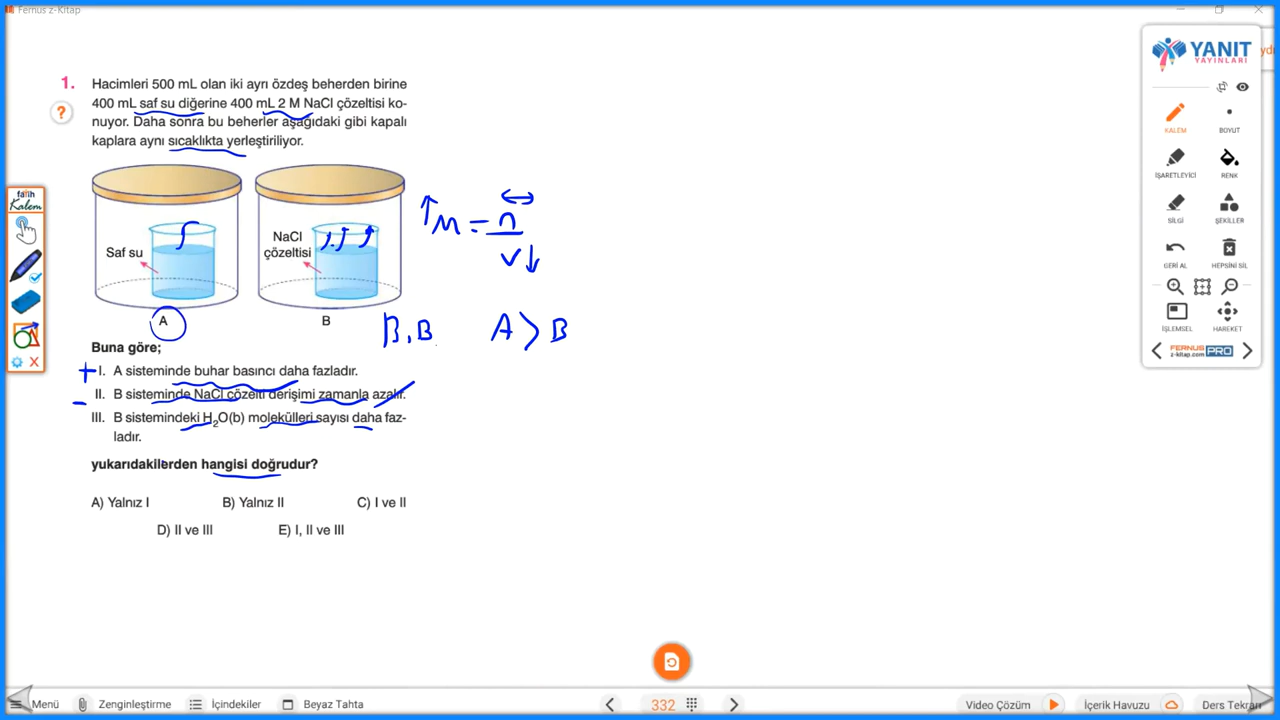 Fernus z-Kitap
1. Hacimleri 500 mL olan iki ayrı özdeş beherden birine
400 mL saf su diğerine 400 mL 2 M NaCl çözeltisi ko-
nuyor. Daha sonra bu beherler aşağıdaki gibi kapalı
kaplara aynı sıcaklıkta yerleştiriliyor.
?
Saf su
NaCl
çözeltisi
A
B
M = n
V
B.B A > B
Buna göre;
+ I. A sisteminde buhar basıncı daha fazladır.
- II. B sisteminde NaCl çözelti derişimi zamanla azalır.
III. B sistemindeki H₂O(b) molekülleri sayısı daha faz-
ladır.
yukarıdakilerden hangisi doğrudur?
A) Yalnız I B) Yalnız II C) I ve II
D) II ve III E) I, II ve III
fatih
Kalem
YANIT
YAYINLARI
KALEM BOYUT
İŞARETLEYİCİ RENK
SİLGİ ŞEKİLLER
GERİ AL HEPSİNİ SİL
İŞLEMSEL HAREKET
FERNUS
z-kitap.com PRO
Menü Zenginleştirme İçindekiler Beyaz Tahta 332 Video Çözüm İçerik Havuzu Ders Tekrarı